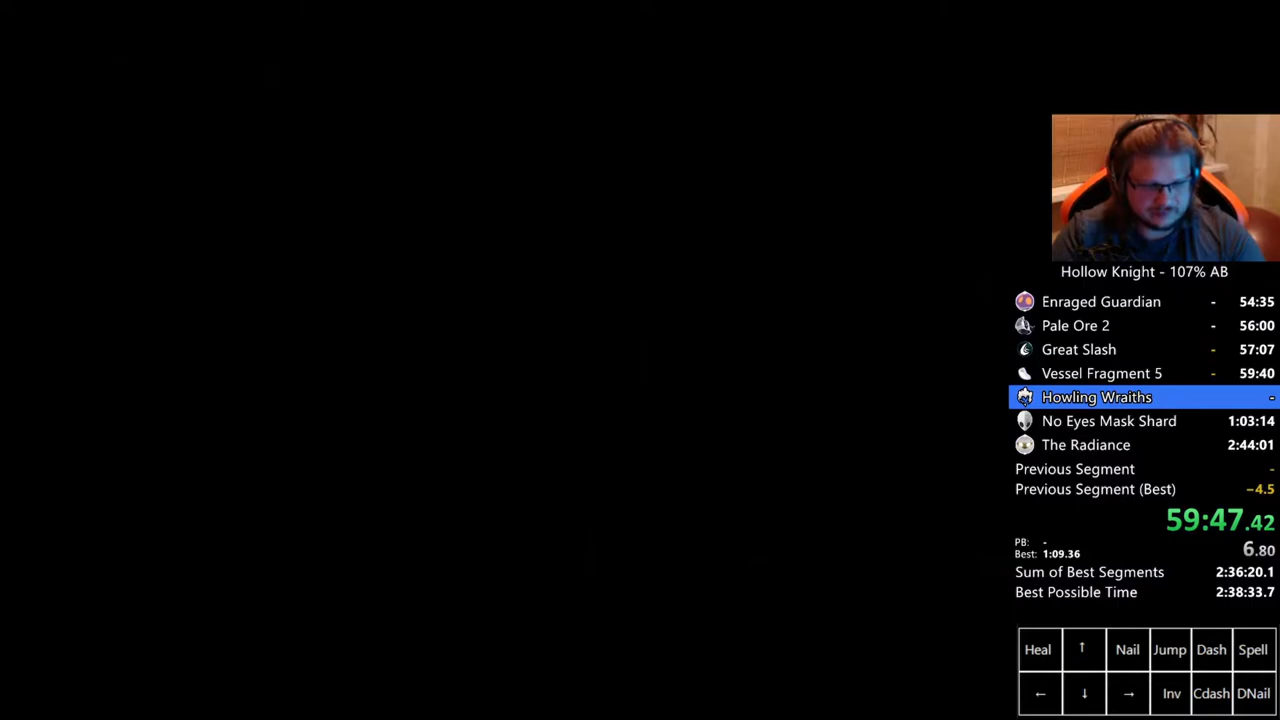 Hollow Knight - 107% AB
Enraged Guardian - 54:35
Pale Ore 2 - 56:00
Great Slash - 57:07
Vessel Fragment 5 - 59:40
Howling Wraiths -
No Eyes Mask Shard 1:03:14
The Radiance 2:44:01
Previous Segment -
Previous Segment (Best) −4.5
59:47.42
PB: -
6.80
Best: 1:09.36
Sum of Best Segments 2:36:20.1
Best Possible Time 2:38:33.7
Heal ↑ Nail Jump Dash Spell
← ↓ → Inv Cdash DNail